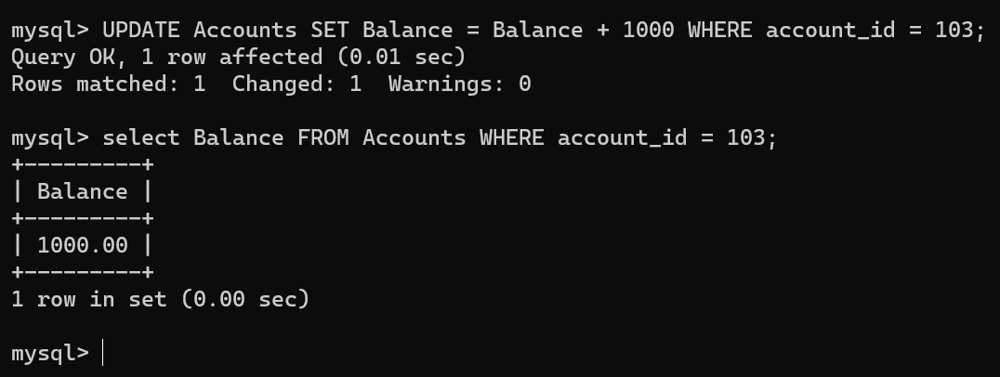 mysql> UPDATE Accounts SET Balance = Balance + 1000 WHERE account_id = 103;
Query OK, 1 row affected (0.01 sec)
Rows matched: 1  Changed: 1  Warnings: 0
mysql> select Balance FROM Accounts WHERE account_id = 103;
+---------+
| Balance |
+---------+
| 1000.00 |
+---------+
1 row in set (0.00 sec)
mysql>